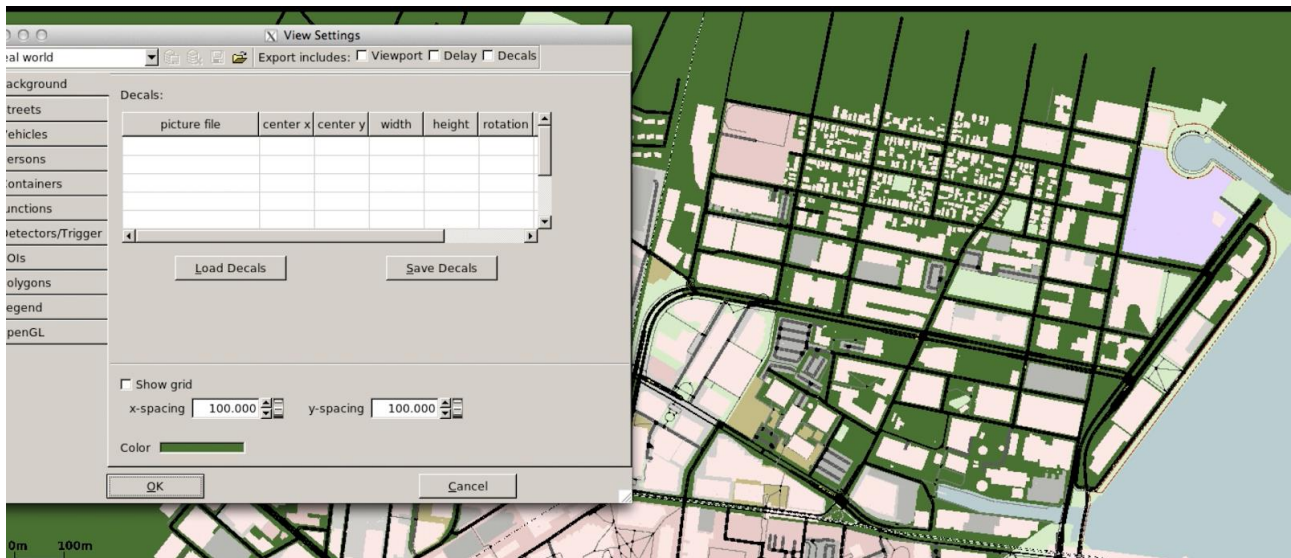 View Settings
eal world
Export includes: Viewport Delay Decals
ackground
treets
ehicles
ersons
ontainers
unctions
etectors/Trigger
OIs
olygons
egend
penGL
Decals:
picture file center x center y width height rotation
Load Decals Save Decals
Show grid
x-spacing 100.000 y-spacing 100.000
Color
OK Cancel
0m 100m